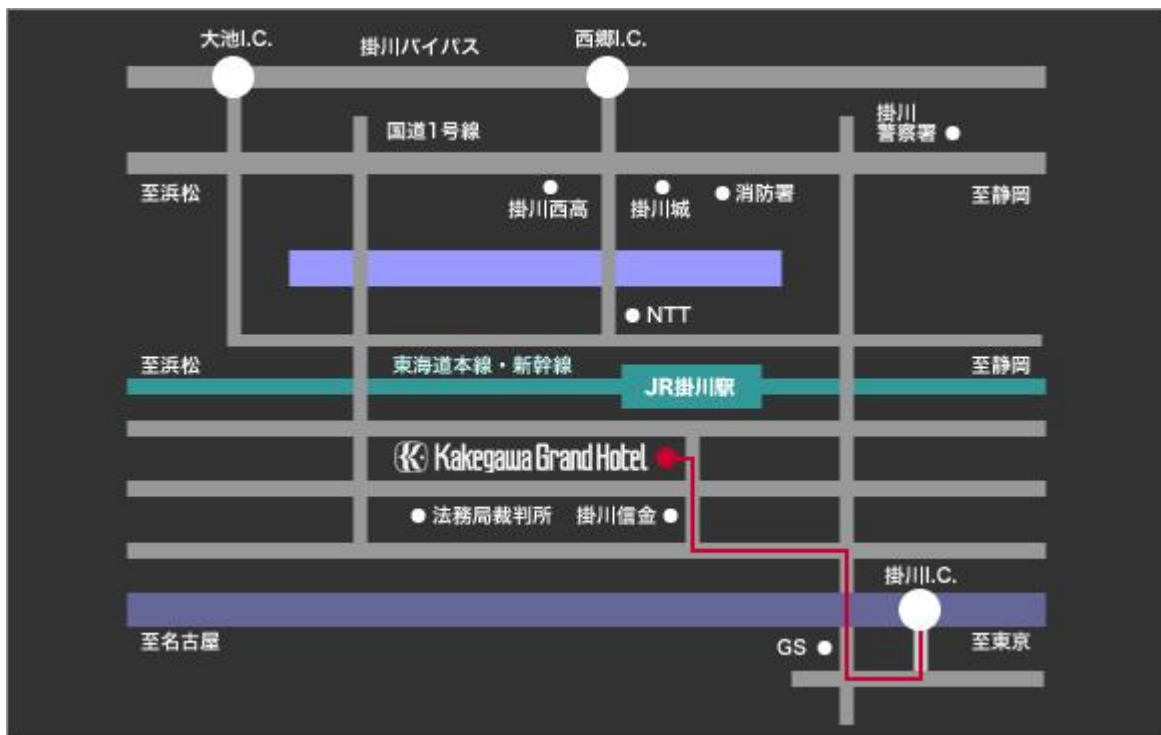 大池I.C.
掛川バイパス
西郷I.C.
国道1号線
掛川
警察署
至浜松
掛川西高
掛川城
消防署
至静岡
NTT
至浜松
東海道本線・新幹線
至静岡
JR掛川駅
Kakegawa Grand Hotel
法務局裁判所
掛川信金
掛川I.C.
至名古屋
GS
至東京